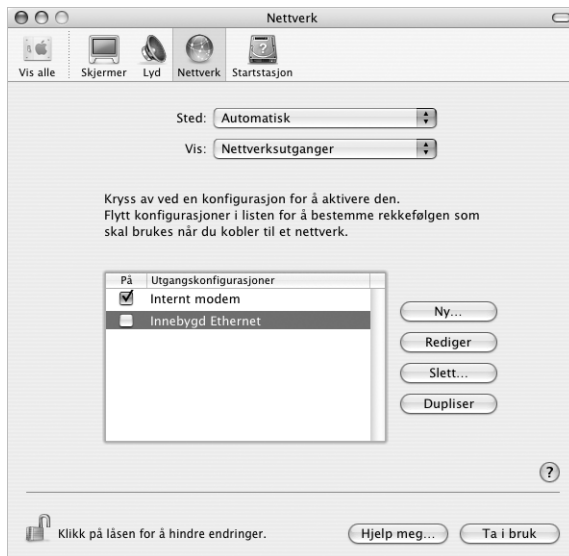 Nettverk
Vis alle
Skjermer
Lyd
Nettverk
Startstasjon
Sted: Automatisk
Vis: Nettverksutganger
Kryss av ved en konfigurasjon for å aktivere den.
Flytt konfigurasjoner i listen for å bestemme rekkefølgen som
skal brukes når du kobler til et nettverk.
På Utgangskonfigurasjoner
Internt modem
Innebygd Ethernet
Ny...
Rediger
Slett...
Dupliser
?
Klikk på låsen for å hindre endringer.
Hjelp meg...
Ta i bruk